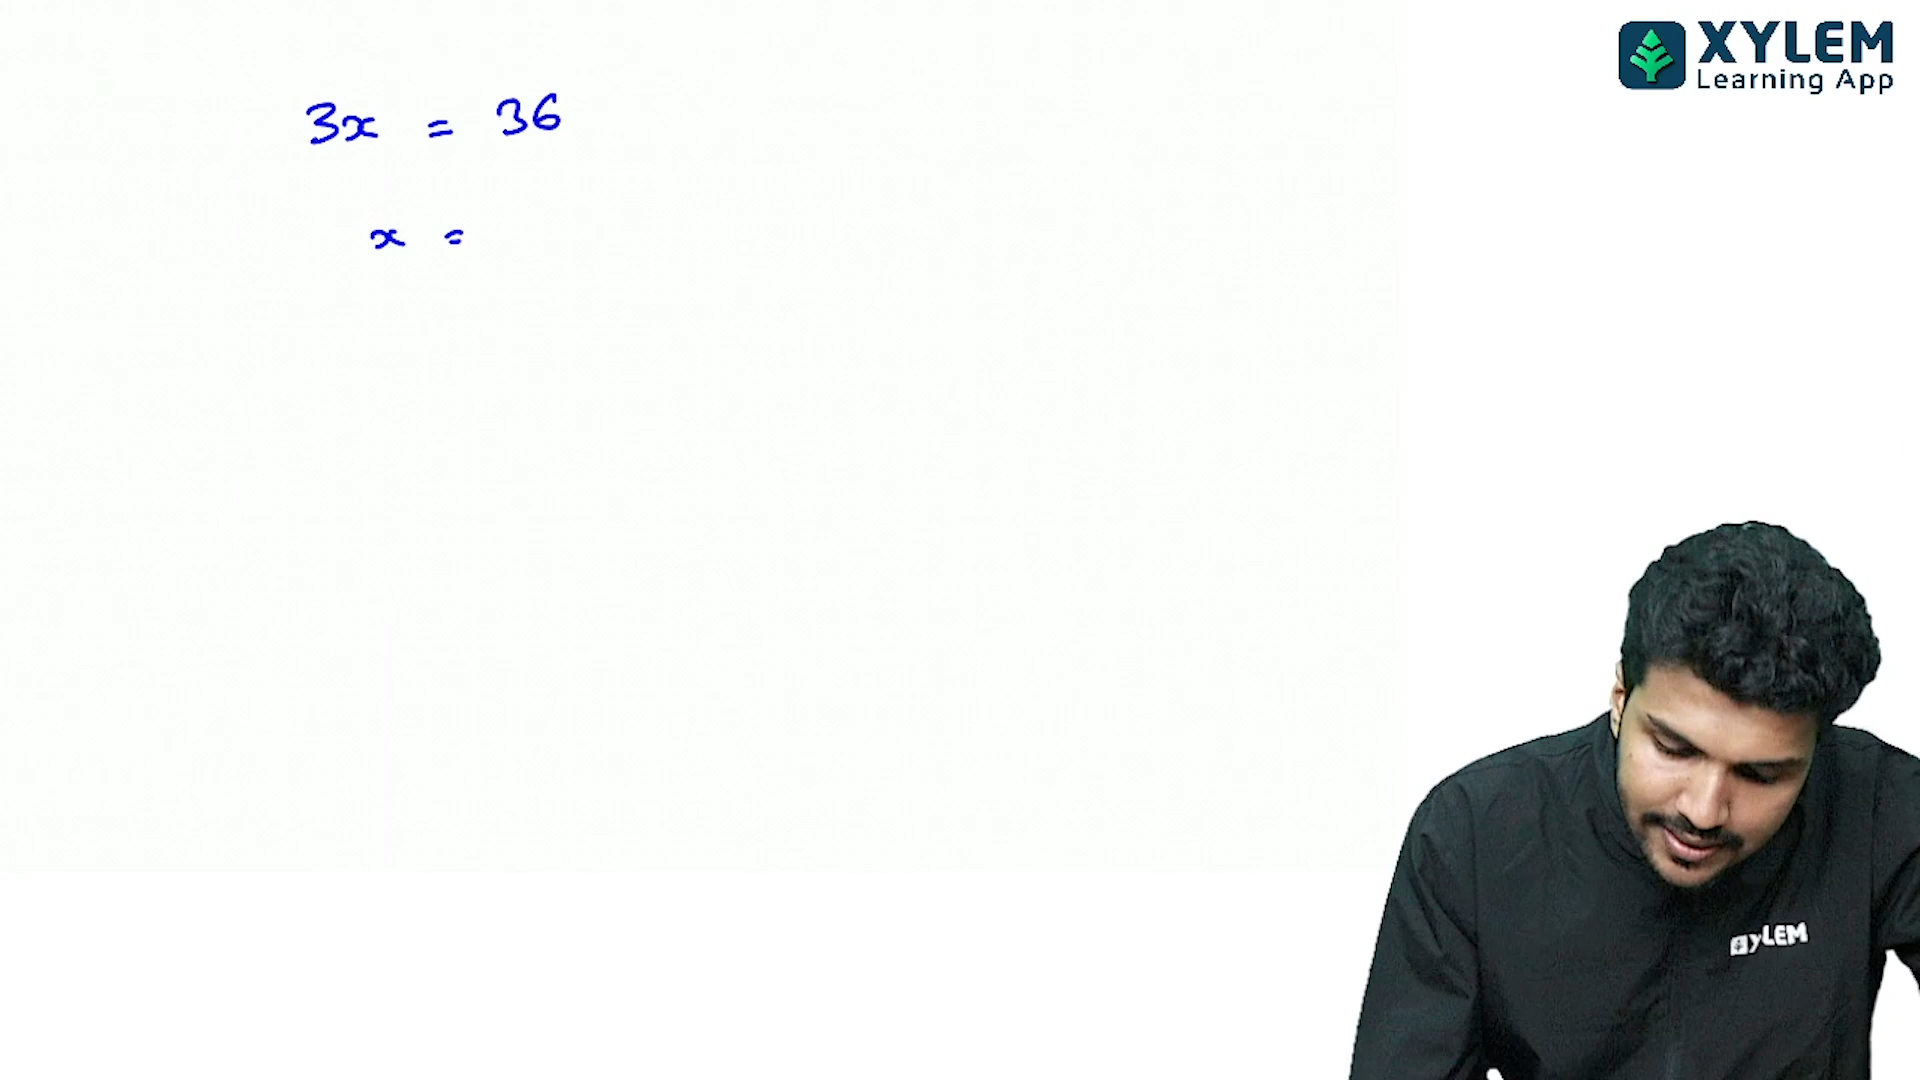 XYLEM
Learning App
3x = 36
x =
XYLEM